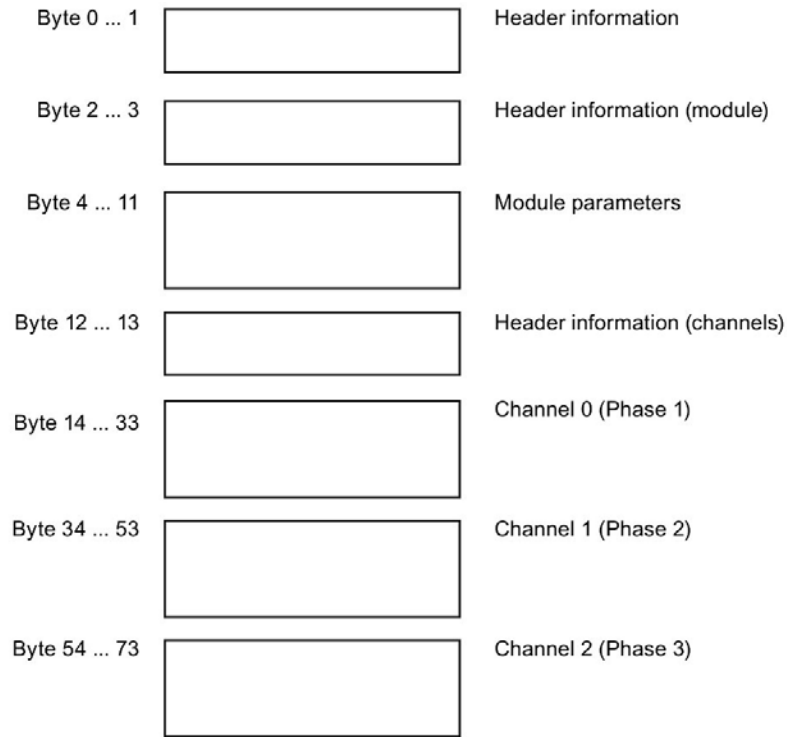 Byte 0 ... 1 Header information
Byte 2 ... 3 Header information (module)
Byte 4 ... 11 Module parameters
Byte 12 ... 13 Header information (channels)
Byte 14 ... 33 Channel 0 (Phase 1)
Byte 34 ... 53 Channel 1 (Phase 2)
Byte 54 ... 73 Channel 2 (Phase 3)